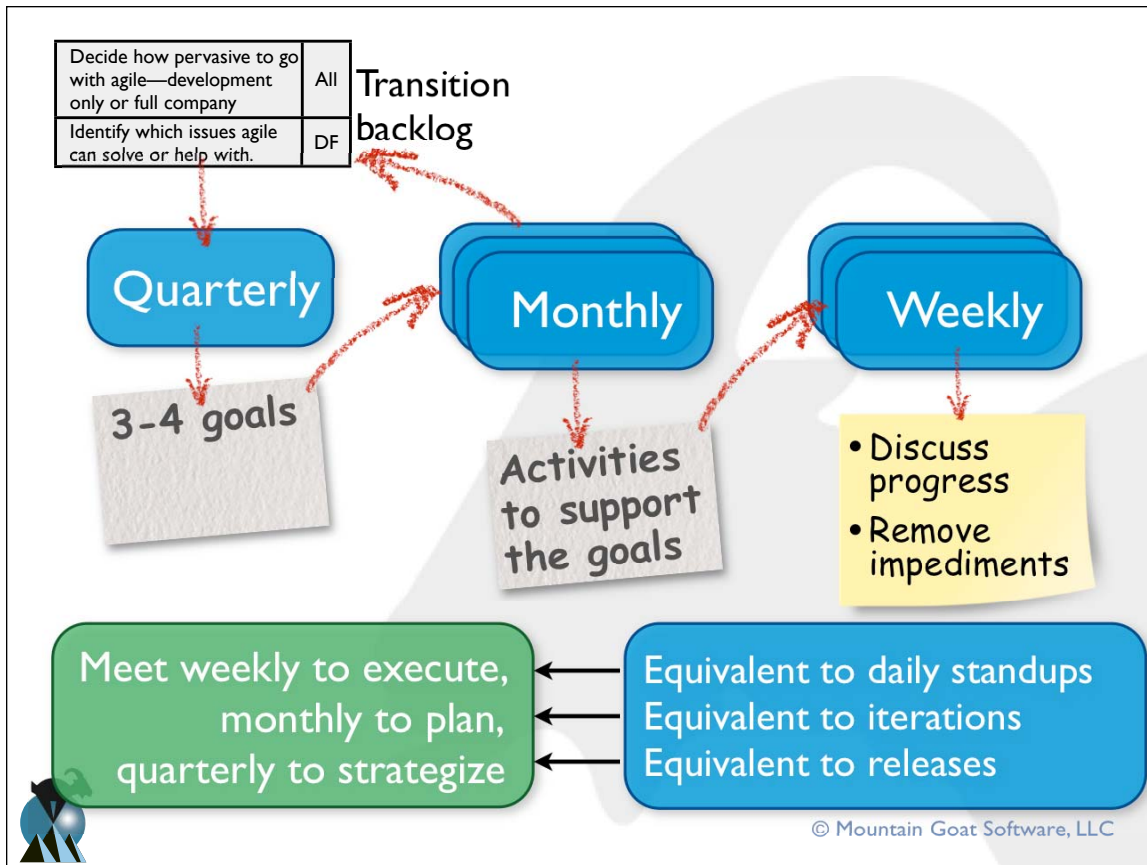 Decide how pervasive to go
with agile—development
only or full company
All
Identify which issues agile
can solve or help with.
DF
Transition
backlog
Quarterly
Monthly
Weekly
3-4 goals
Activities
to support
the goals
• Discuss
progress
• Remove
impediments
Meet weekly to execute,
monthly to plan,
quarterly to strategize
Equivalent to daily standups
Equivalent to iterations
Equivalent to releases
© Mountain Goat Software, LLC